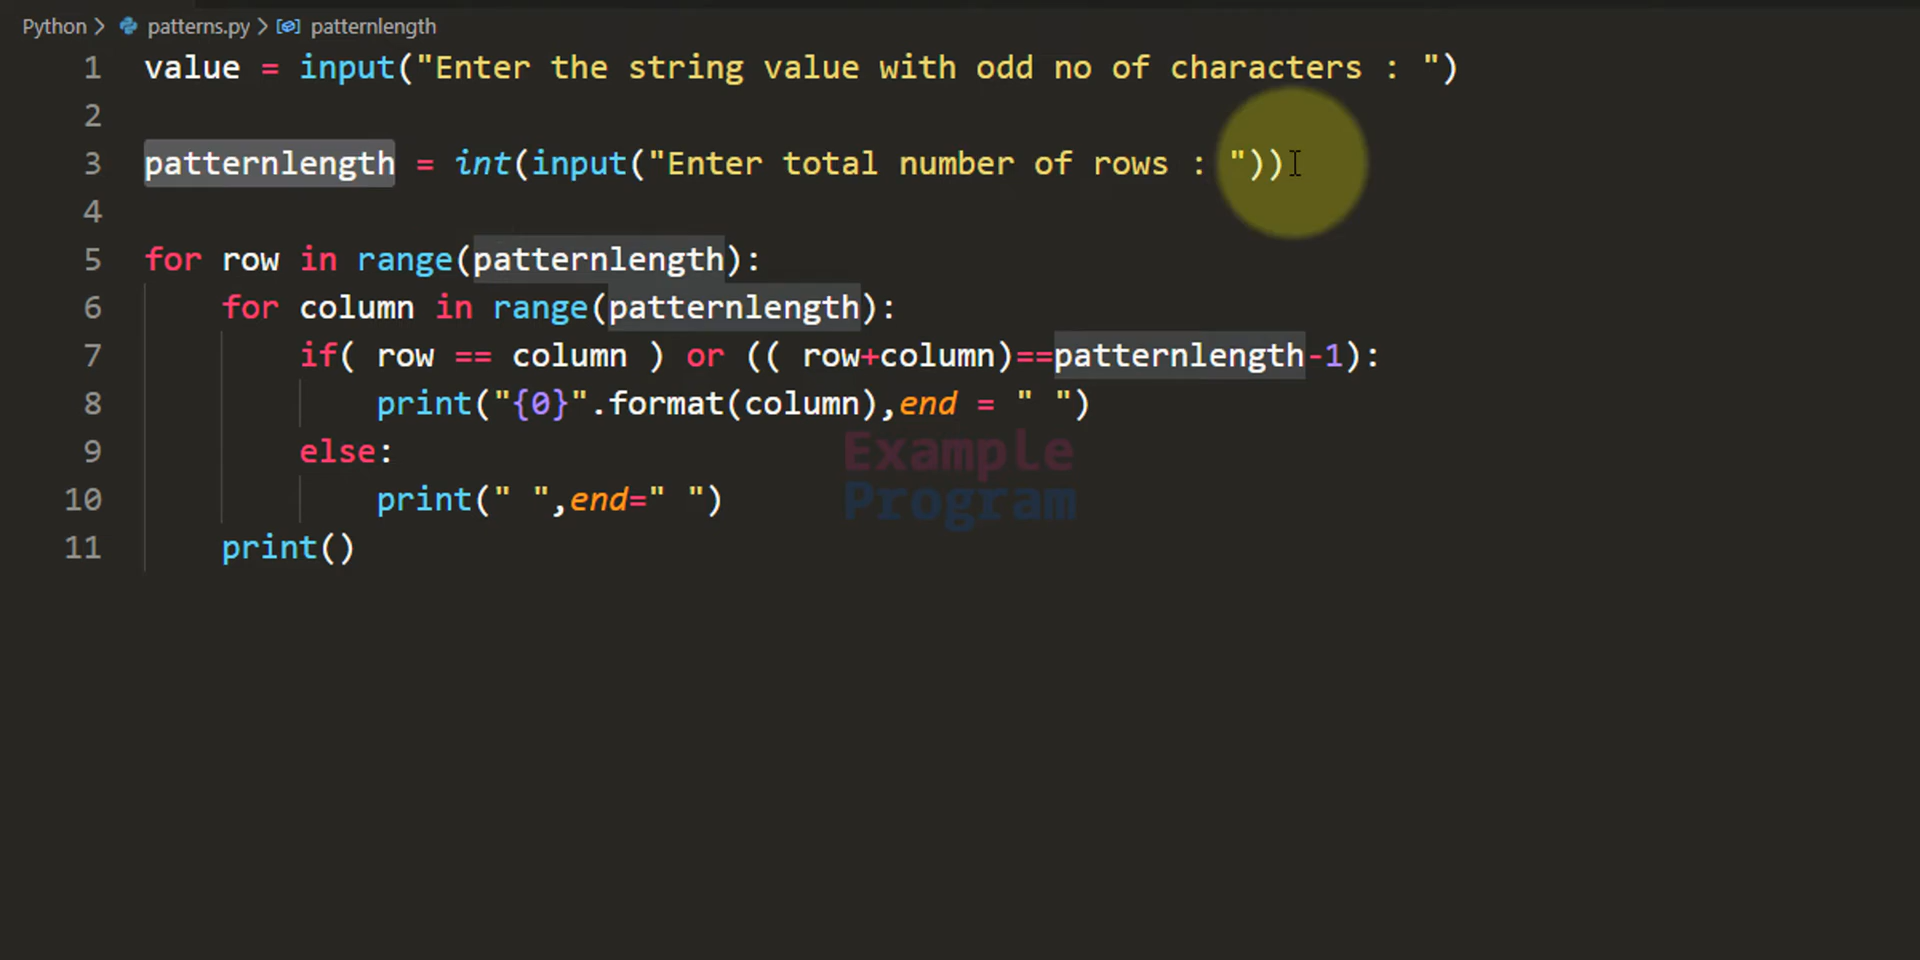 Python > patterns.py > patternlength
1 value = input("Enter the string value with odd no of characters : ")
2
3 patternlength = int(input("Enter total number of rows : "))
4
5 for row in range(patternlength):
6     for column in range(patternlength):
7         if( row == column ) or (( row+column)==patternlength-1):
8             print("{0}".format(column),end = " ")
9         else:
10             print(" ",end=" ")
11     print()
Example
Program